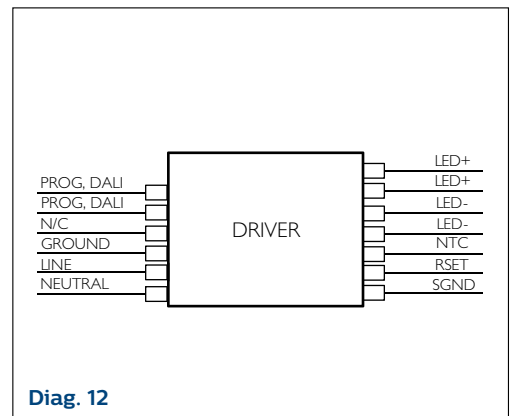 PROG, DALI
PROG, DALI
N/C
GROUND
LINE
NEUTRAL
DRIVER
LED+
LED+
LED-
LED-
NTC
RSET
SGND
Diag. 12